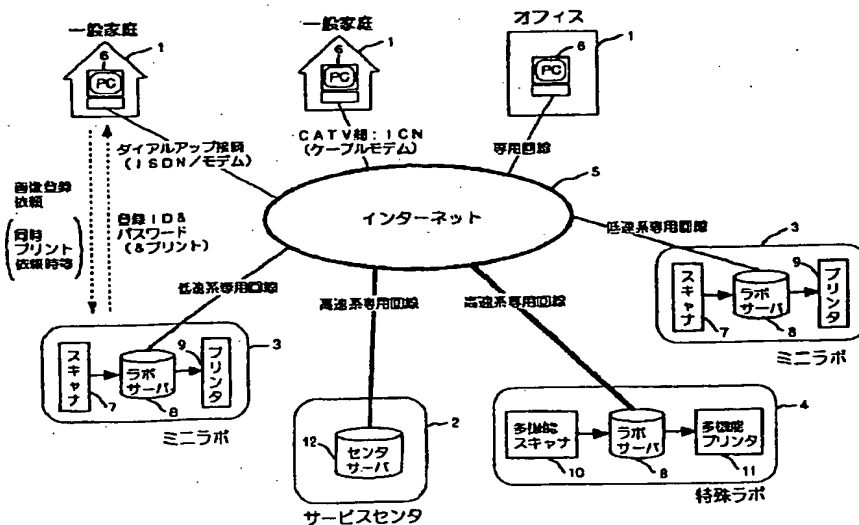 一般家庭
1
6
PC
一般家庭
1
6
PC
オフィス
1
6
PC
ダイアルアップ接続
(ISDN/モデム)
CATV網:ICN
(ケーブルモデム)
専用回線
5
画像登録
依頼
同時
プリント
依頼時等
登録ID&
パスワード
(&プリント)
インターネット
低速系専用回線
3
スキャナ
7
ラボ
サーバ
8
9
プリンタ
ミニラボ
低速系専用回線
高速系専用回線
高速系専用回線
3
スキャナ
7
ラボ
サーバ
8
9
プリンタ
ミニラボ
2
12
センタ
サーバ
サービスセンタ
4
多機能
スキャナ
10
ラボ
サーバ
8
多機能
プリンタ
11
特殊ラボ